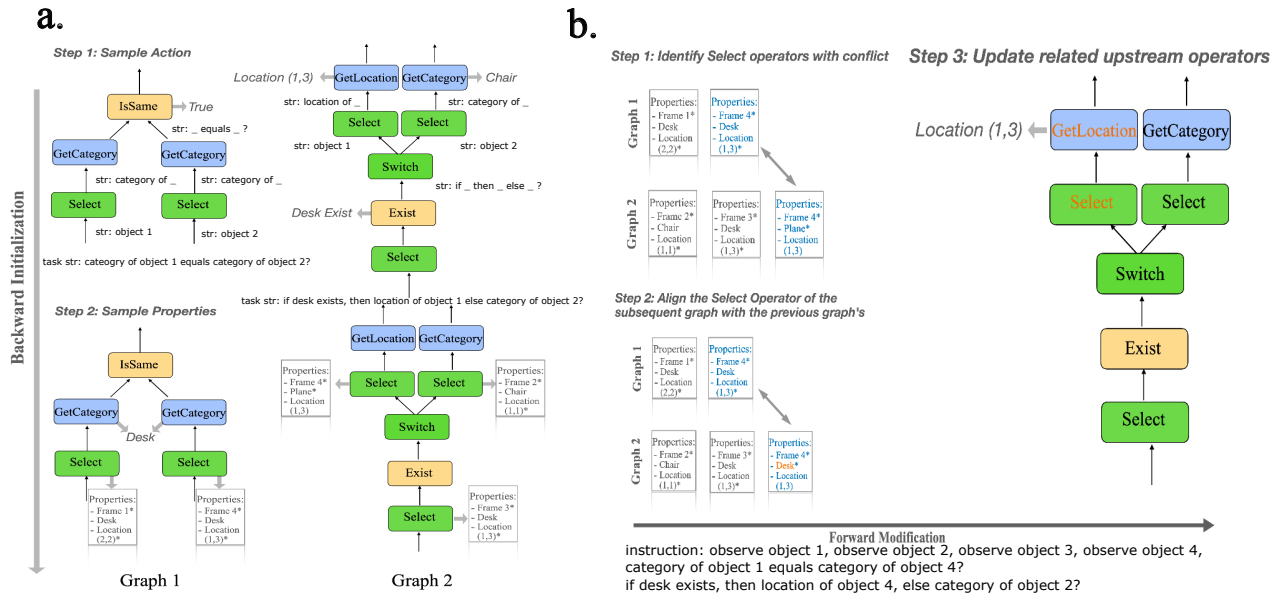 a.
Step 1: Sample Action
IsSame
True
str: _ equals _ ?
GetCategory
GetCategory
str: category of _
str: category of _
Select
Select
str: object 1
str: object 2
task str: cateogry of object 1 equals category of object 2?
Step 2: Sample Properties
IsSame
GetCategory
GetCategory
Desk
Select
Select
Properties:
- Frame 1*
- Desk
- Location
(2,2)*
Properties:
- Frame 4*
- Desk
- Location
(1,3)*
Graph 1
Backward Initialization
Location (1,3)
GetLocation
GetCategory
Chair
str: location of _
str: category of _
Select
Select
str: object 1
str: object 2
Switch
str: if _ then _ else _ ?
Desk Exist
Exist
Select
task str: if desk exists, then location of object 1 else category of object 2?
GetLocation
GetCategory
Properties:
- Frame 4*
- Plane*
- Location
(1,3)
Select
Select
Properties:
- Frame 2*
- Chair
- Location
(1,1)*
Switch
Exist
Select
Properties:
- Frame 3*
- Desk
- Location
(1,3)*
Graph 2
b.
Step 1: Identify Select operators with conflict
Graph 1
Properties:
- Frame 1*
- Desk
- Location
(2,2)*
Properties:
- Frame 4*
- Desk
- Location
(1,3)*
Graph 2
Properties:
- Frame 2*
- Chair
- Location
(1,1)*
Properties:
- Frame 3*
- Desk
- Location
(1,3)*
Properties:
- Frame 4*
- Plane*
- Location
(1,3)
Step 2: Align the Select Operator of the
subsequent graph with the previous graph's
Graph 1
Properties:
- Frame 1*
- Desk
- Location
(2,2)*
Properties:
- Frame 4*
- Desk
- Location
(1,3)*
Graph 2
Properties:
- Frame 2*
- Chair
- Location
(1,1)*
Properties:
- Frame 3*
- Desk
- Location
(1,3)*
Properties:
- Frame 4*
- Desk*
- Location
(1,3)
Step 3: Update related upstream operators
Location (1,3)
GetLocation
GetCategory
Select
Select
Switch
Exist
Select
Forward Modification
instruction: observe object 1, observe object 2, observe object 3, observe object 4,
category of object 1 equals category of object 4?
if desk exists, then location of object 4, else category of object 2?